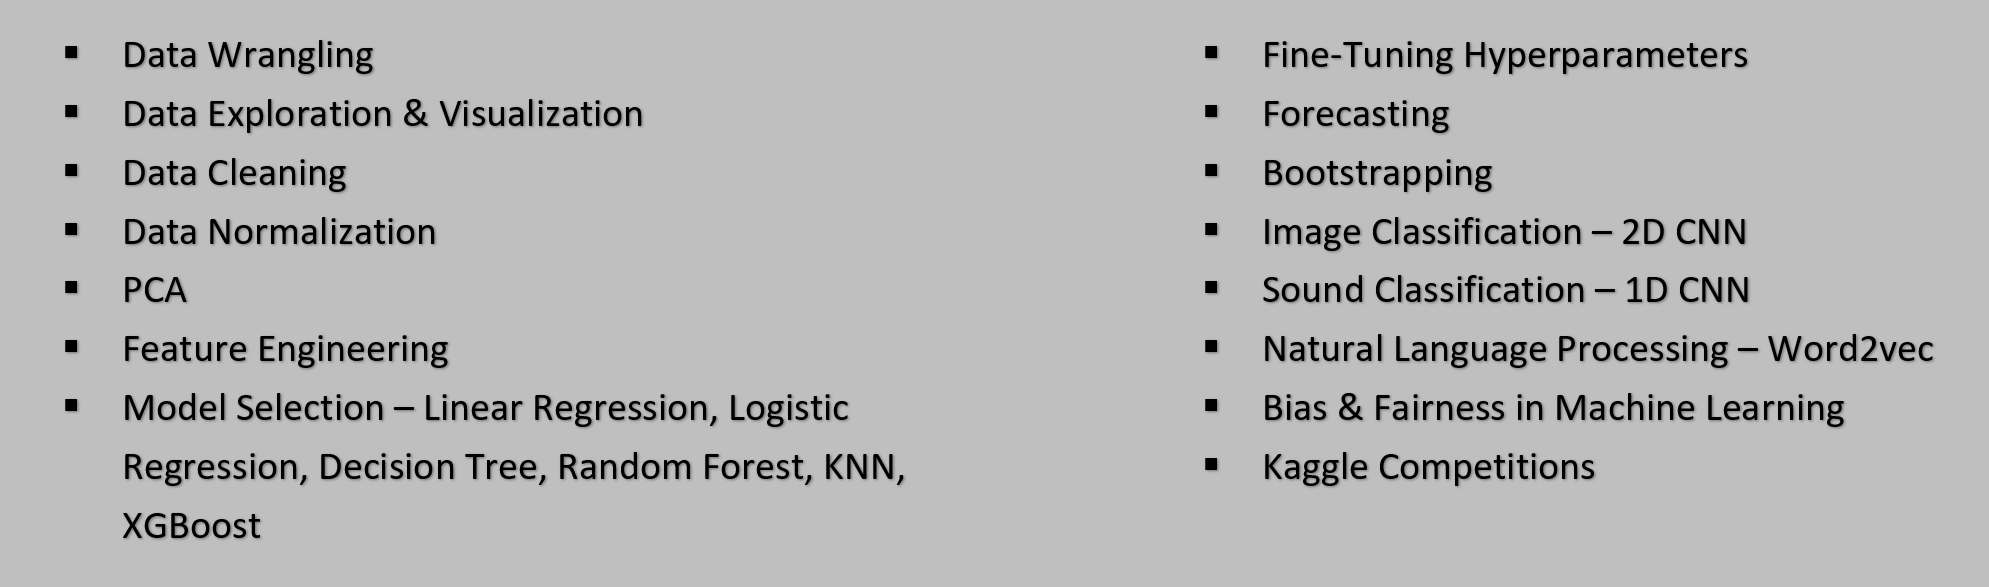 ▪ Data Wrangling
▪ Data Exploration & Visualization
▪ Data Cleaning
▪ Data Normalization
▪ PCA
▪ Feature Engineering
▪ Model Selection – Linear Regression, Logistic
Regression, Decision Tree, Random Forest, KNN,
XGBoost
▪ Fine-Tuning Hyperparameters
▪ Forecasting
▪ Bootstrapping
▪ Image Classification – 2D CNN
▪ Sound Classification – 1D CNN
▪ Natural Language Processing – Word2vec
▪ Bias & Fairness in Machine Learning
▪ Kaggle Competitions